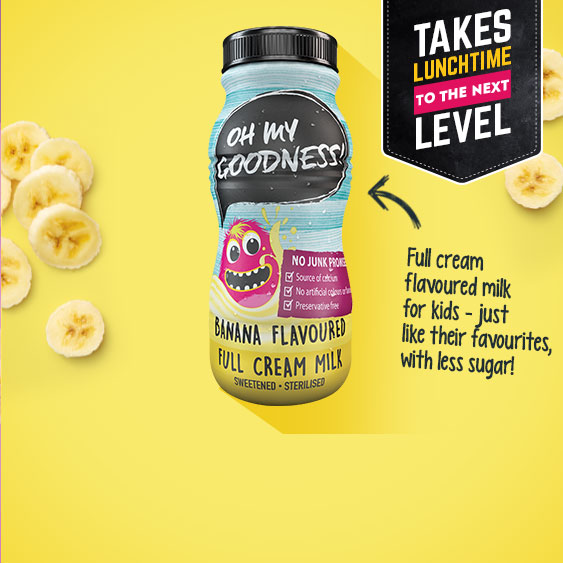 TAKES
LUNCHTIME
TO THE NEXT
LEVEL
OH MY
GOODNESS!
NO JUNK PROMISE
Source of calcium
No artificial colours or
Preservative free
BANANA FLAVOURED
FULL CREAM MILK
SWEETENED • STERILISED
Full cream
flavoured milk
for kids - just
like their favourites,
with less sugar!